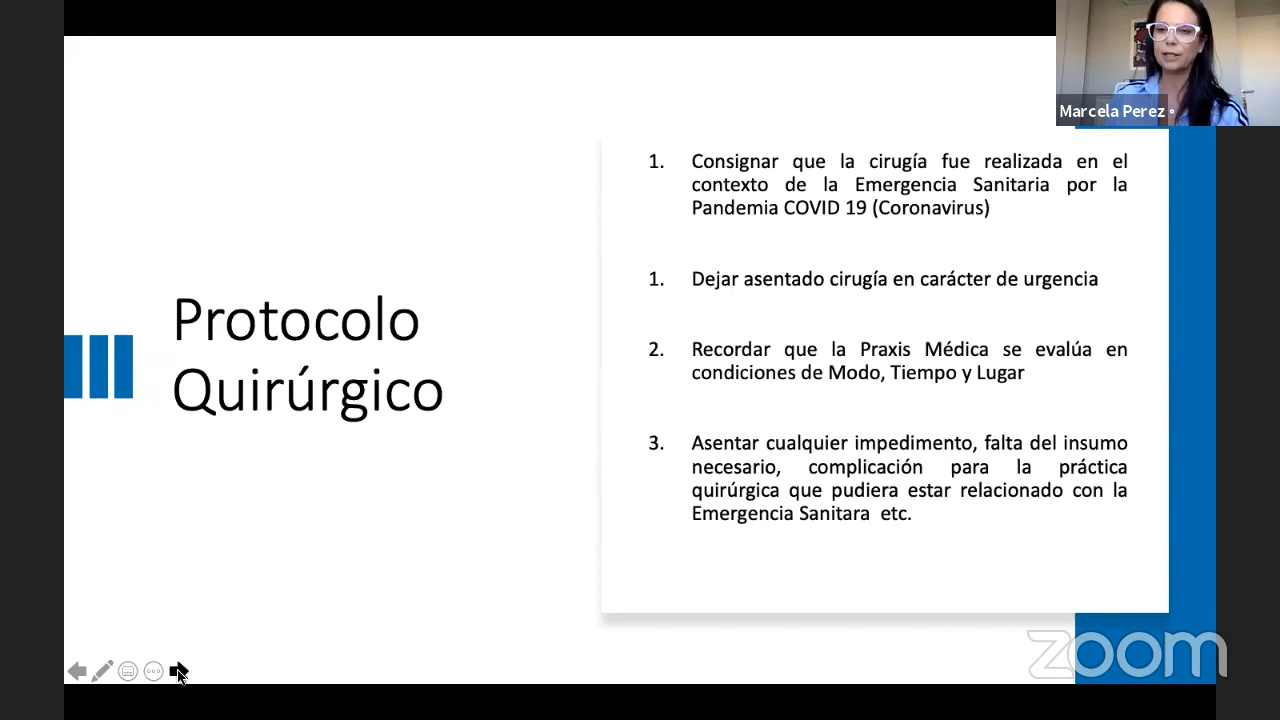 Marcela Perez
Protocolo
Quirúrgico
1. Consignar que la cirugía fue realizada en el
contexto de la Emergencia Sanitaria por la
Pandemia COVID 19 (Coronavirus)
1. Dejar asentado cirugía en carácter de urgencia
2. Recordar que la Praxis Médica se evalúa en
condiciones de Modo, Tiempo y Lugar
3. Asentar cualquier impedimento, falta del insumo
necesario, complicación para la práctica
quirúrgica que pudiera estar relacionado con la
Emergencia Sanitara etc.
zoom